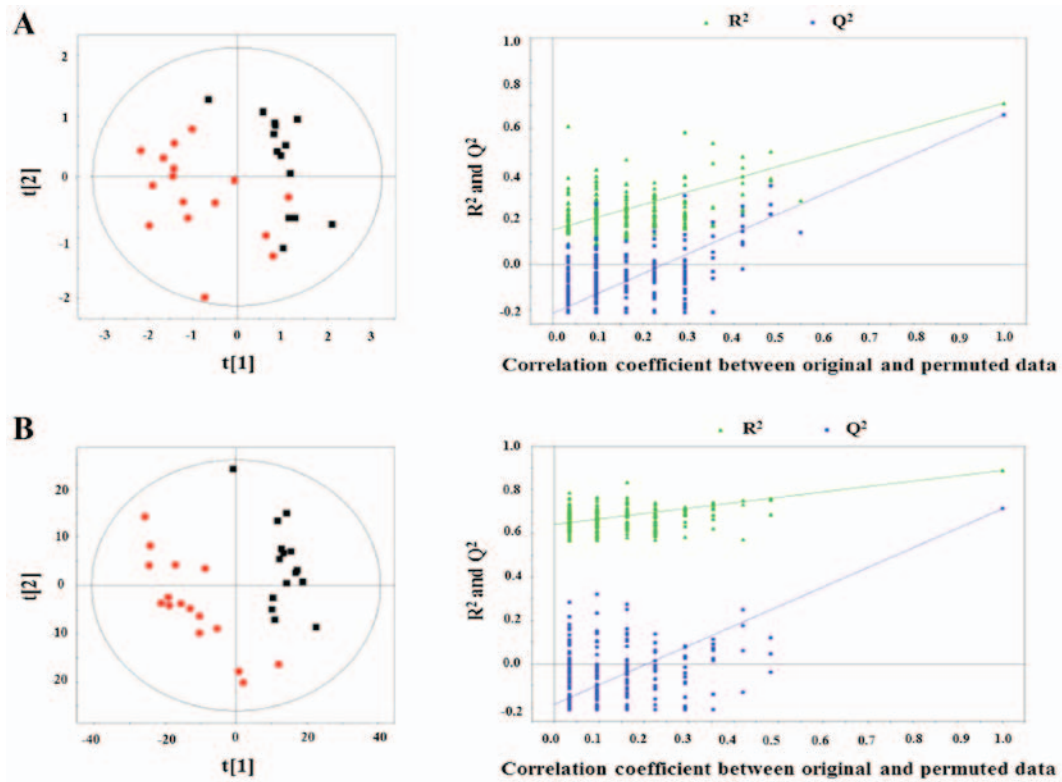 A
R² Q²
t[2]
2
1
0
-1
-2
-3 -2 -1 0 1 2 3
t[1]
R² and Q²
1.0
0.8
0.6
0.4
0.2
0.0
-0.2
0.0 0.1 0.2 0.3 0.4 0.5 0.6 0.7 0.8 0.9 1.0
Correlation coefficient between original and permuted data
B
R² Q²
t[2]
20
10
0
10
20
-40 -20 0 20 40
t[1]
R² and Q²
1.0
0.8
0.6
0.4
0.2
-0.0
-0.2
0.0 0.1 0.2 0.3 0.4 0.5 0.6 0.7 0.8 0.9 1.0
Correlation coefficient between original and permuted data